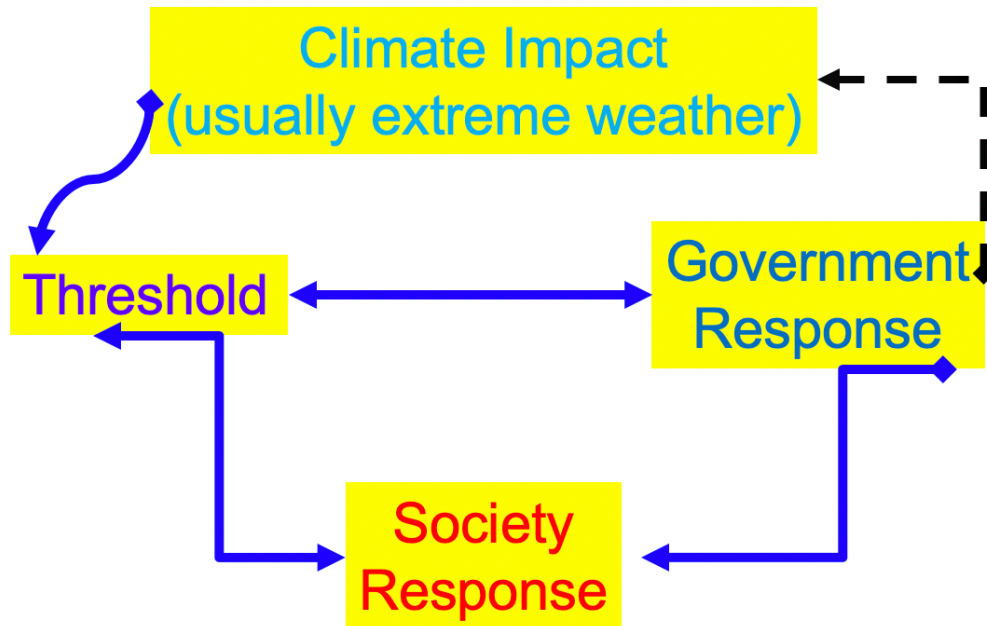 Climate Impact
(usually extreme weather)
Threshold
Government
Response
Society
Response